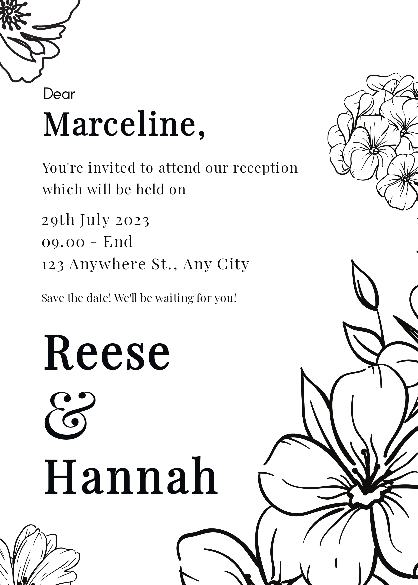 Dear
Marceline,
You're invited to attend our reception
which will be held on
29th July 2023
09.00 - End
123 Anywhere St., Any City
Save the date! We'll be waiting for you!
Reese
&
Hannah